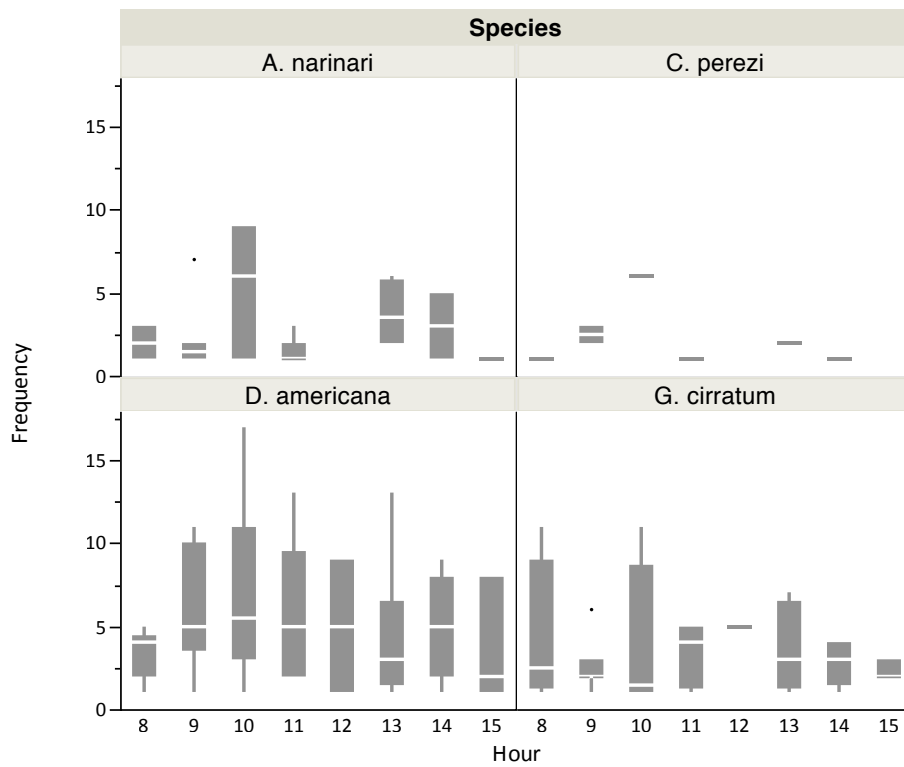 Species
A. narinari C. perezi
15
10
5
0
D. americana G. cirratum
15
10
5
0
Frequency
8 9 10 11 12 13 14 15 8 9 10 11 12 13 14 15
Hour